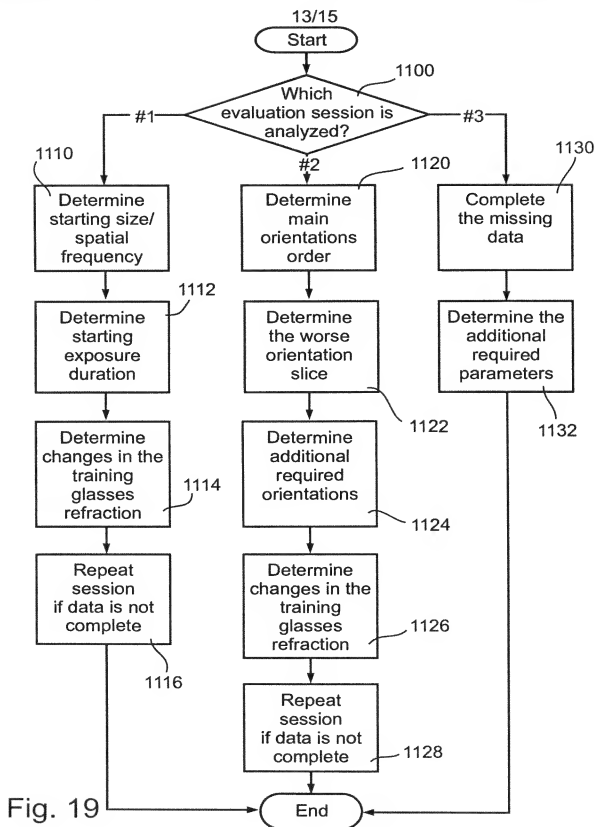 13/15
Start
1100
Which
evaluation session is
analyzed?
#1
#2
#3
1110
Determine
starting size/
spatial
frequency
1112
Determine
starting
exposure
duration
Determine
changes in the
training
glasses
refraction
1114
Repeat
session
if data is not
complete
1116
1120
Determine
main
orientations
order
Determine
the worse
orientation
slice
1122
Determine
additional
required
orientations
1124
Determine
changes in the
training
glasses
refraction
1126
Repeat
session
if data is not
complete
1128
1130
Complete
the missing
data
Determine the
additional
required
parameters
1132
End
Fig. 19